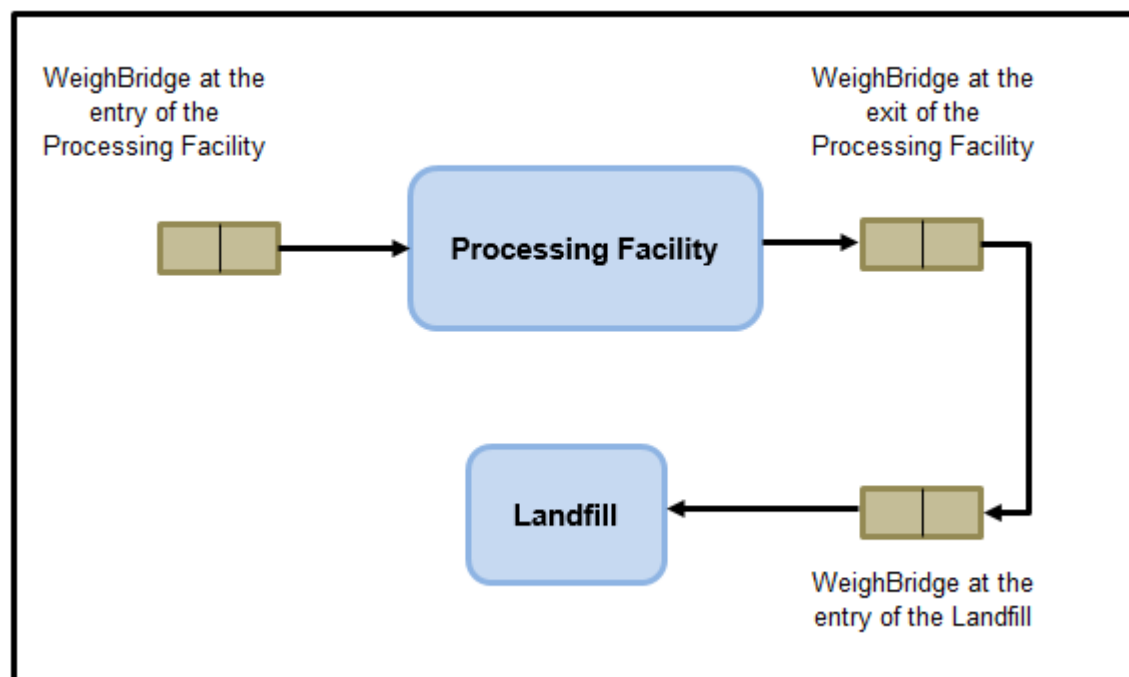 WeighBridge at the
entry of the
Processing Facility
WeighBridge at the
exit of the
Processing Facility
Processing Facility
Landfill
WeighBridge at the
entry of the Landfill